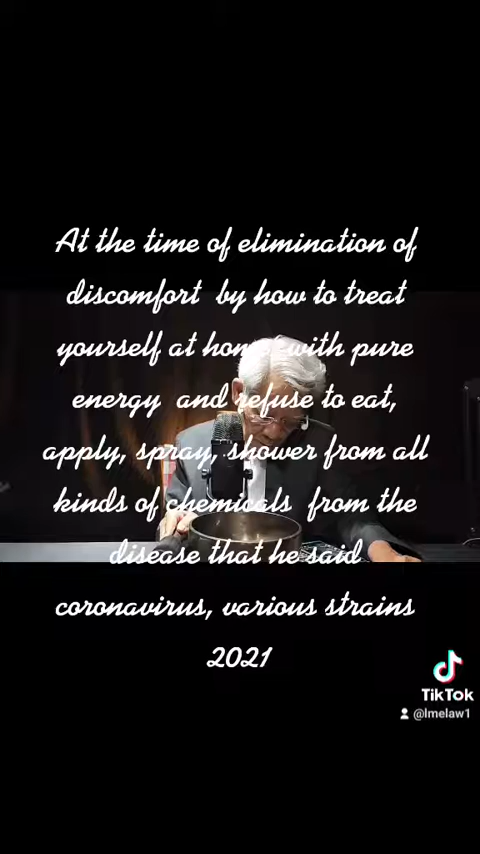 At the time of elimination of
discomfort by how to treat
yourself at home with pure
energy and refuse to eat,
apply, spray, shower from all
kinds of chemicals from the
disease that he said
coronavirus, various strains
2021
TikTok
@lmelaw1